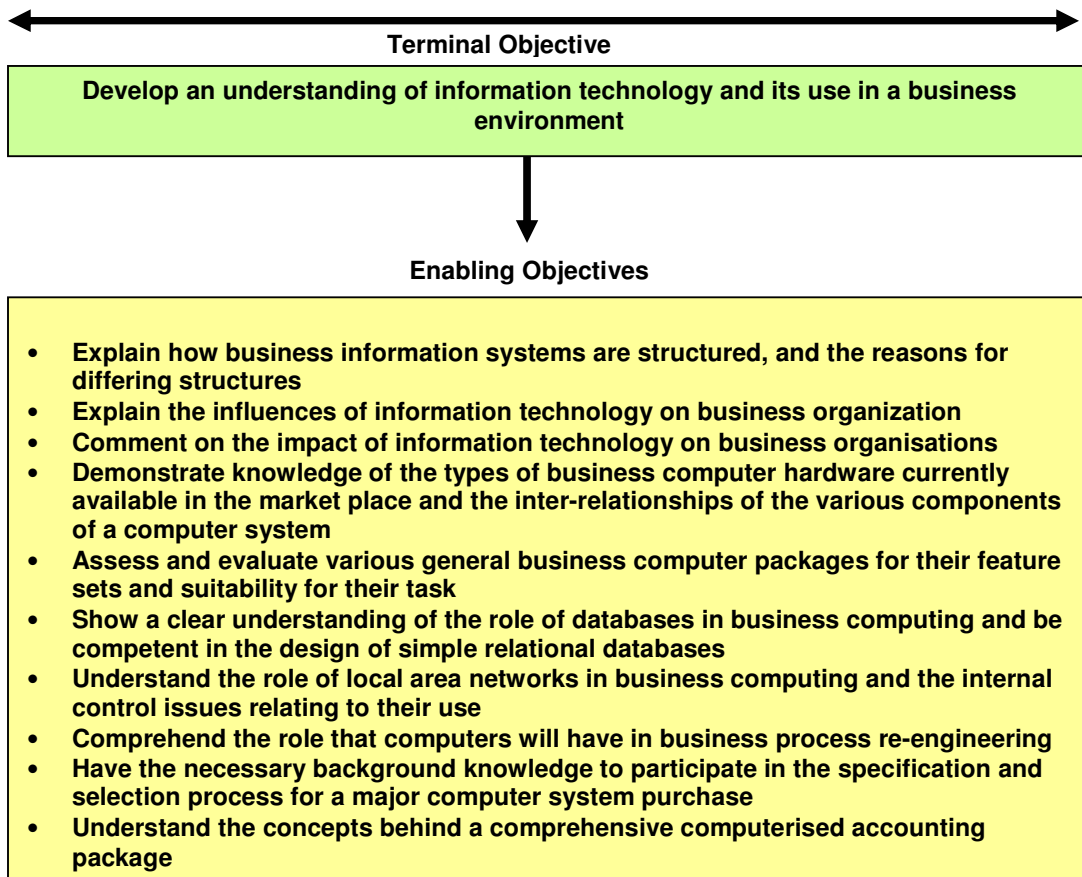 Terminal Objective
Develop an understanding of information technology and its use in a business
environment
Enabling Objectives
• Explain how business information systems are structured, and the reasons for
differing structures
• Explain the influences of information technology on business organization
• Comment on the impact of information technology on business organisations
• Demonstrate knowledge of the types of business computer hardware currently
available in the market place and the inter-relationships of the various components
of a computer system
• Assess and evaluate various general business computer packages for their feature
sets and suitability for their task
• Show a clear understanding of the role of databases in business computing and be
competent in the design of simple relational databases
• Understand the role of local area networks in business computing and the internal
control issues relating to their use
• Comprehend the role that computers will have in business process re-engineering
• Have the necessary background knowledge to participate in the specification and
selection process for a major computer system purchase
• Understand the concepts behind a comprehensive computerised accounting
package